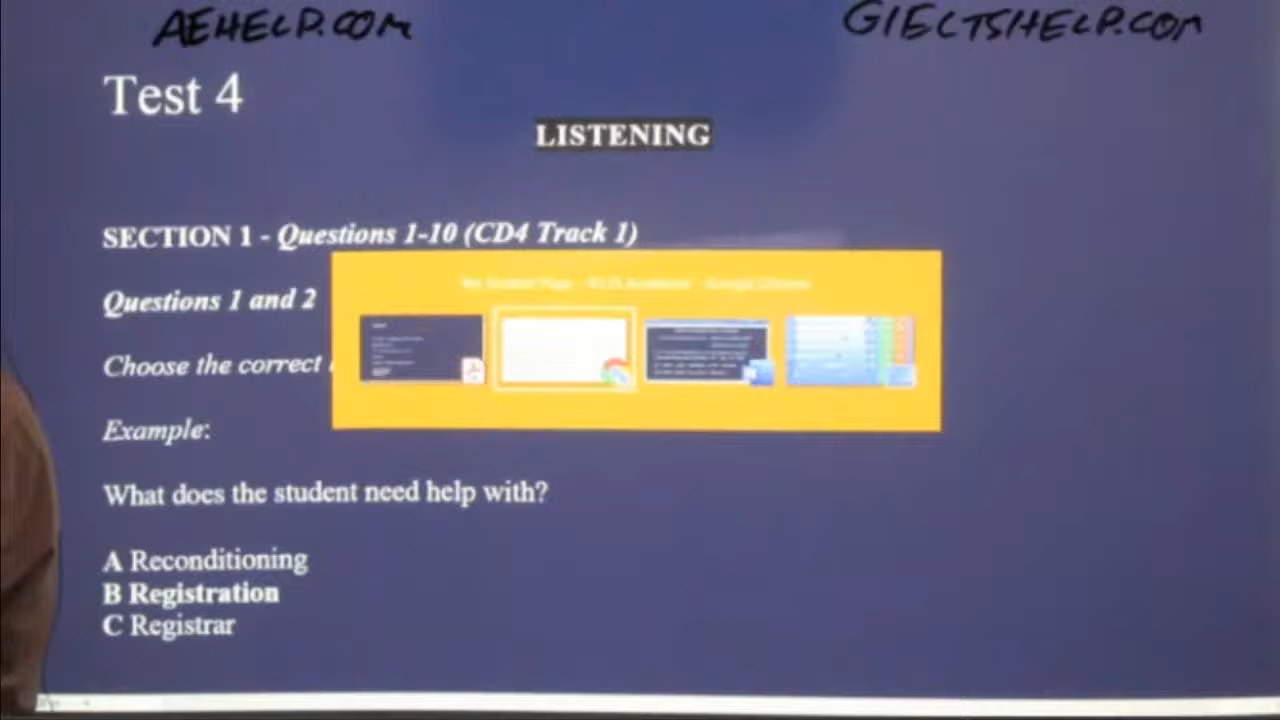 AEHELP.COM
GIELTSHELP.COM
Test 4
LISTENING
SECTION 1 - Questions 1-10 (CD4 Track 1)
Questions 1 and 2
Choose the correct
Example:
What does the student need help with?
A Reconditioning
B Registration
C Registrar